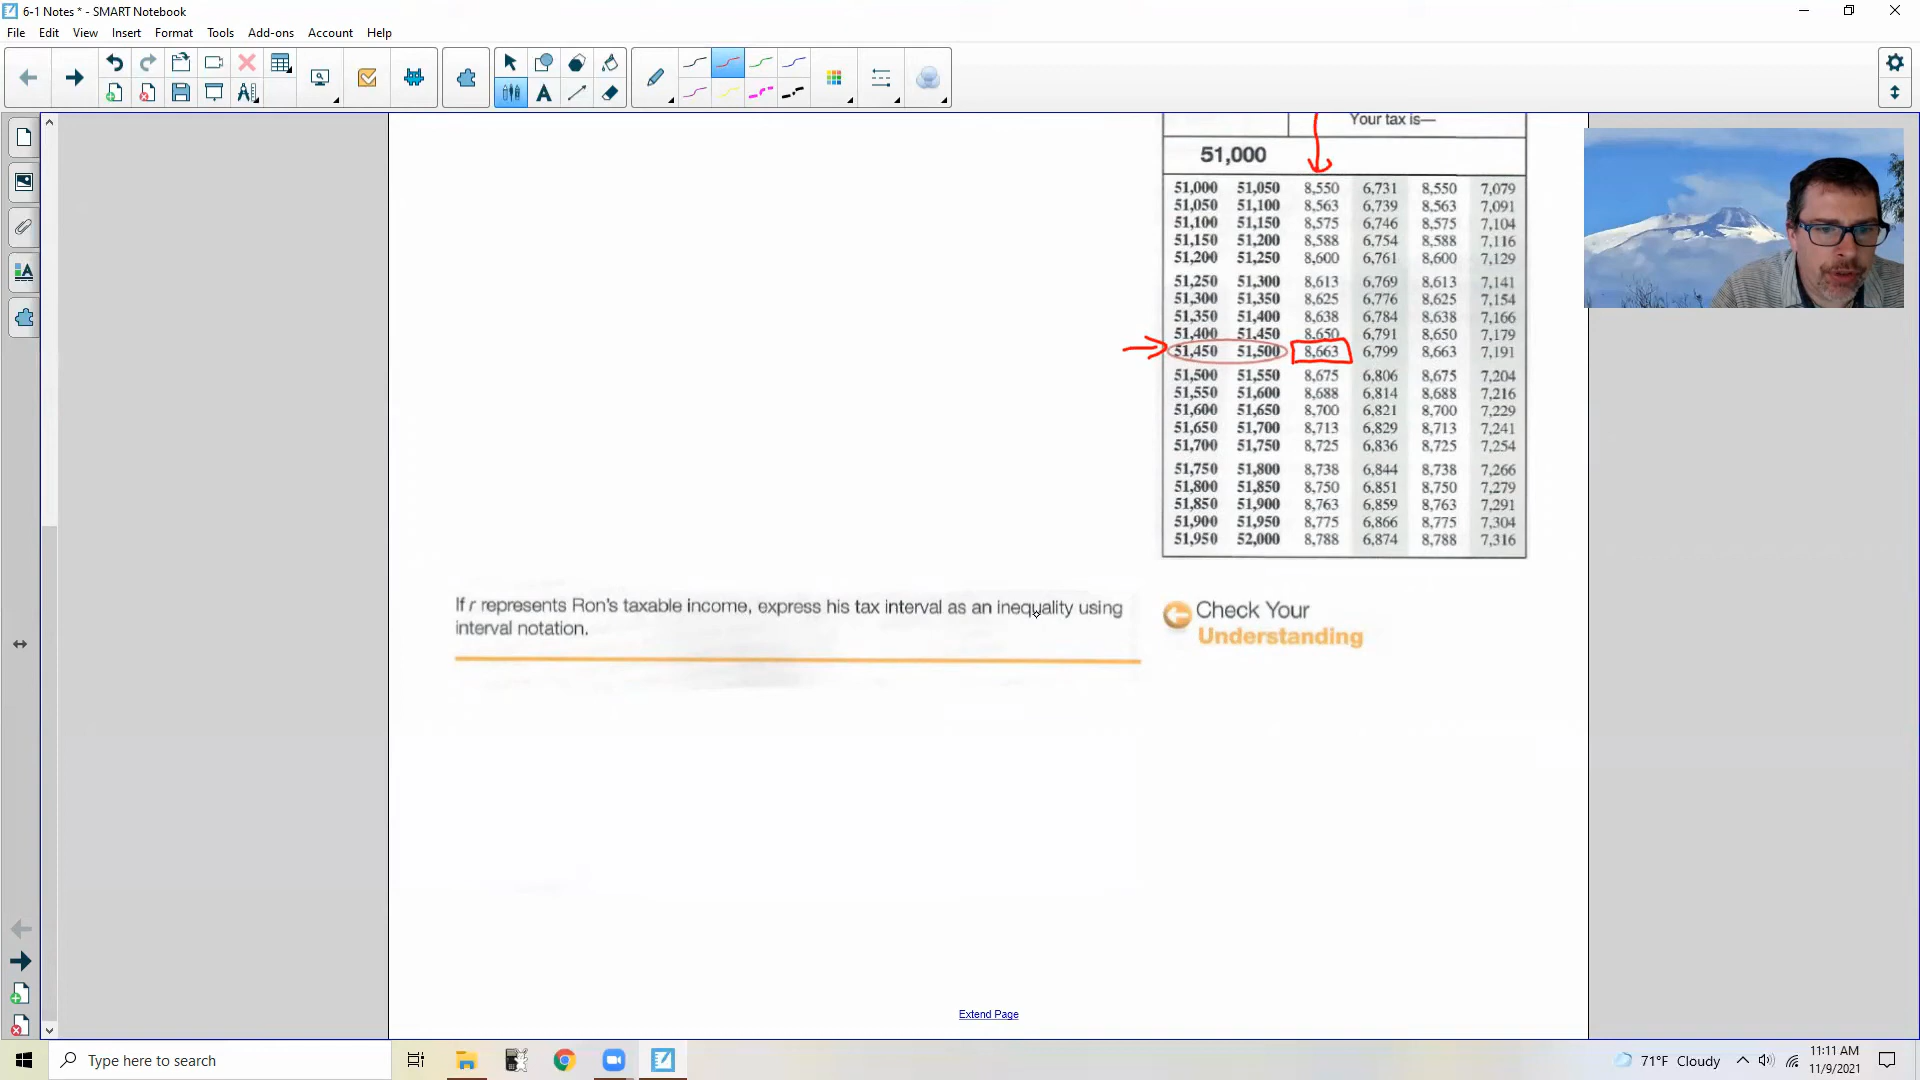 6-1 Notes * - SMART Notebook
File Edit View Insert Format Tools Add-ons Account Help
Your tax is—
51,000
51,000 51,050 8,550 6,731 8,550 7,079
51,050 51,100 8,563 6,739 8,563 7,091
51,100 51,150 8,575 6,746 8,575 7,104
51,150 51,200 8,588 6,754 8,588 7,116
51,200 51,250 8,600 6,761 8,600 7,129
51,250 51,300 8,613 6,769 8,613 7,141
51,300 51,350 8,625 6,776 8,625 7,154
51,350 51,400 8,638 6,784 8,638 7,166
51,400 51,450 8,650 6,791 8,650 7,179
51,450 51,500 8,663 6,799 8,663 7,191
51,500 51,550 8,675 6,806 8,675 7,204
51,550 51,600 8,688 6,814 8,688 7,216
51,600 51,650 8,700 6,821 8,700 7,229
51,650 51,700 8,713 6,829 8,713 7,241
51,700 51,750 8,725 6,836 8,725 7,254
51,750 51,800 8,738 6,844 8,738 7,266
51,800 51,850 8,750 6,851 8,750 7,279
51,850 51,900 8,763 6,859 8,763 7,291
51,900 51,950 8,775 6,866 8,775 7,304
51,950 52,000 8,788 6,874 8,788 7,316
If r represents Ron's taxable income, express his tax interval as an inequality using
interval notation.
Check Your
Understanding
Extend Page
Type here to search
71°F Cloudy
11:11 AM
11/9/2021